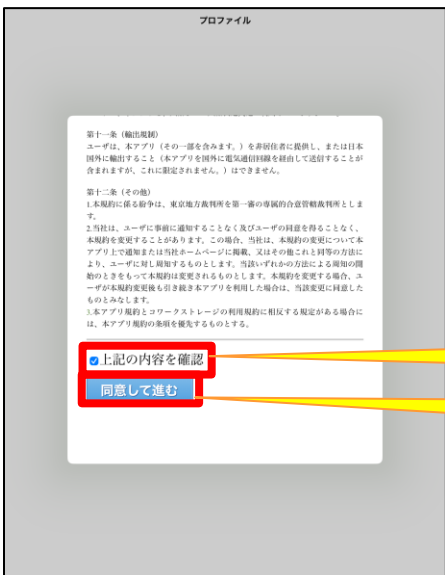 プロファイル
第十一条（輸出規制）
ユーザは、本アプリ（その一部を含みます。）を非居住者に提供し、または日本
国外に輸出すること（本アプリを国外に電気通信回線を経由して送信することが
含まれますが、これに限定されません。）はできません。
第十二条（その他）
1.本規約に係る紛争は、東京地方裁判所を第一審の専属的合意管轄裁判所としま
す。
2.当社は、ユーザに事前に通知することなく及びユーザの同意を得ることなく、
本規約を変更することがあります。この場合、当社は、本規約の変更について本
アプリ上で通知または当社ホームページに掲載、又はその他これと同等の方法に
より、ユーザに対し周知するものとします。当該いずれかの方法による周知の開
始のときをもって本規約は変更されるものとします。本規約を変更する場合、ユ
ーザが本規約変更後も引き続き本アプリを利用した場合は、当該変更に同意した
ものとみなします。
3.本アプリ規約とコワークストレージの利用規約に相反する規定がある場合に
は、本アプリ規約の条項を優先するものとする。
上記の内容を確認
同意して進む